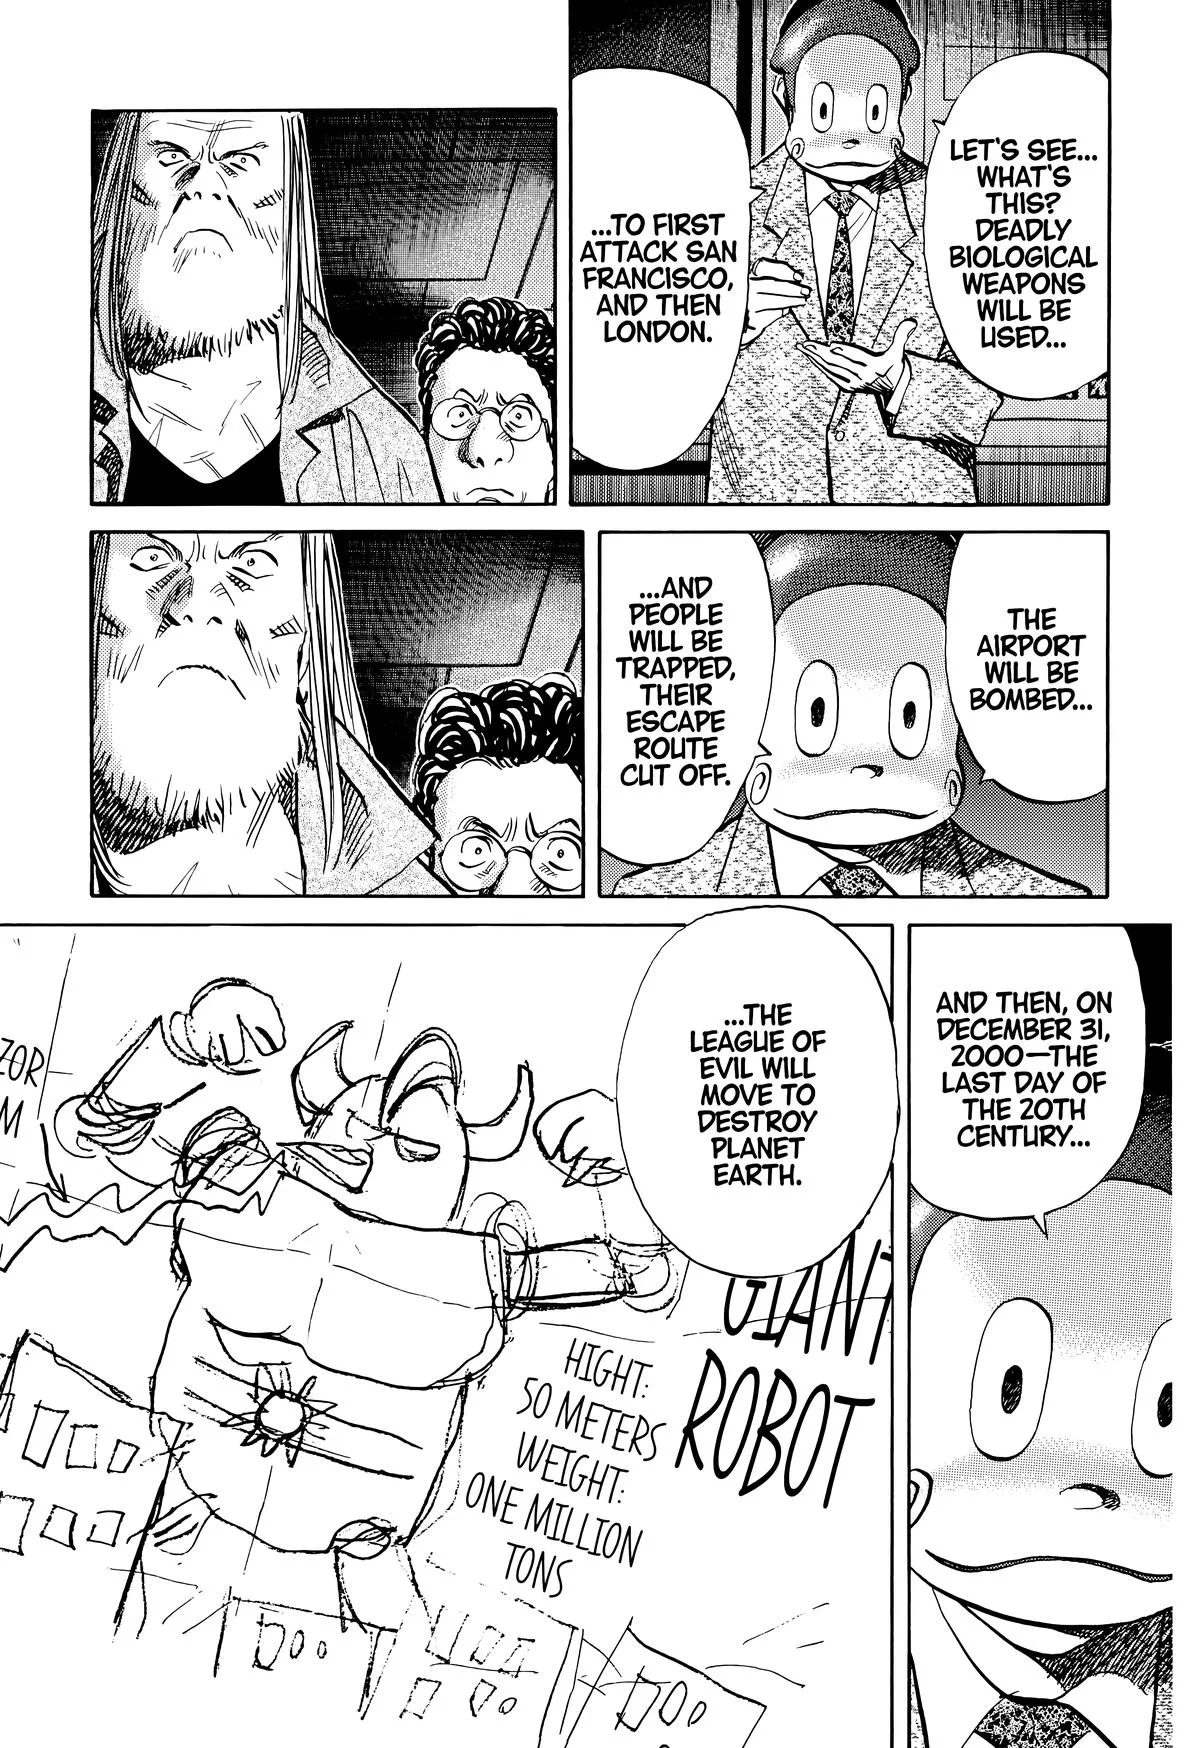 LET'S SEE...
WHAT'S
THIS?
DEADLY
BIOLOGICAL
WEAPONS
WILL BE
USED...
...TO FIRST
ATTACK SAN
FRANCISCO,
AND THEN
LONDON.
THE
AIRPORT
WILL BE
BOMBED...
...AND
PEOPLE
WILL BE
TRAPPED,
THEIR
ESCAPE
ROUTE
CUT OFF.
AND THEN, ON
DECEMBER 31,
2000—THE
LAST DAY OF
THE 20TH
CENTURY...
...THE
LEAGUE OF
EVIL WILL
MOVE TO
DESTROY
PLANET
EARTH.
GIANT
ROBOT
HIGHT:
50 METERS
WEIGHT:
ONE MILLION
TONS
ZOR
M